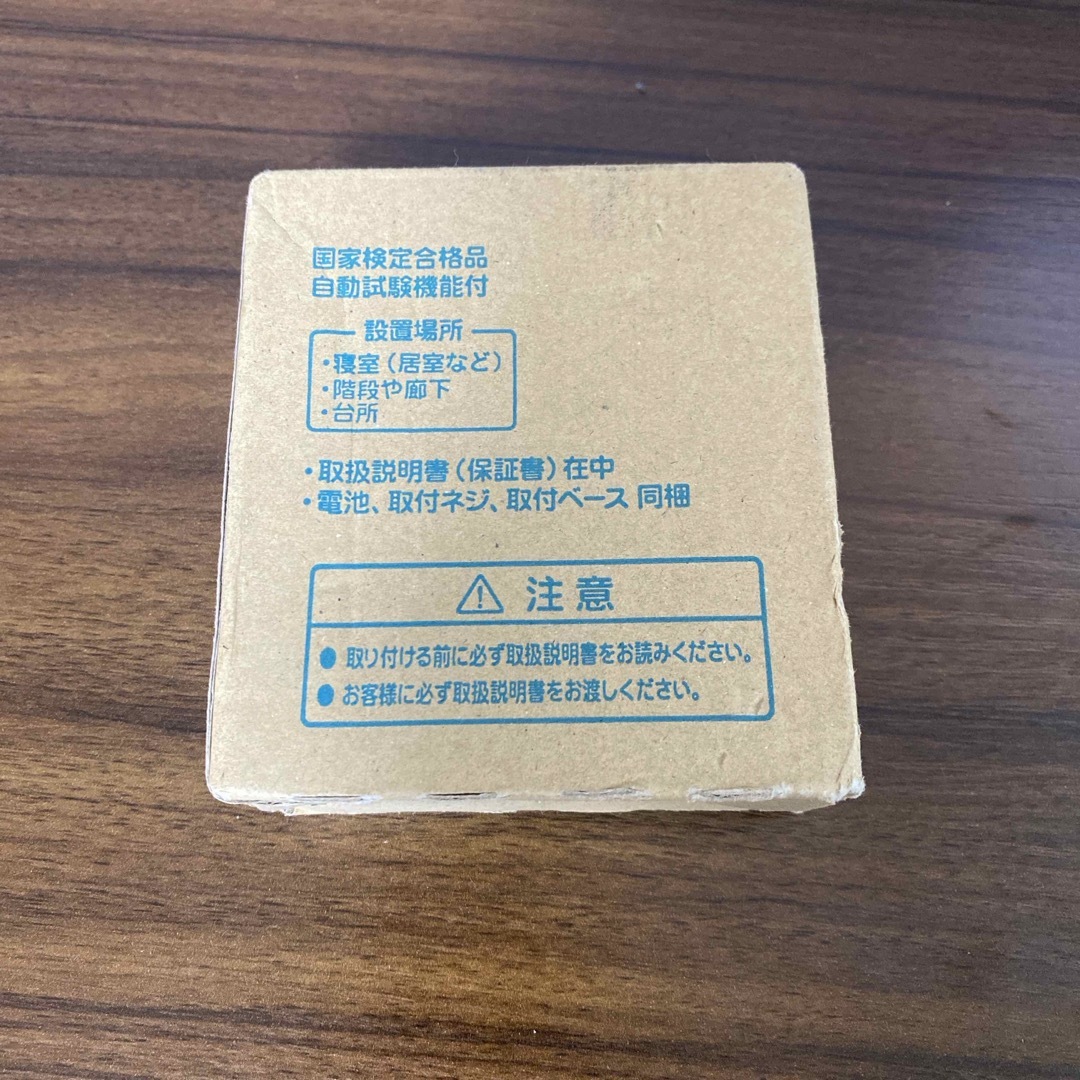 国家検定合格品
自動試験機能付
設置場所
・寝室（居室など）
・階段や廊下
・台所
・取扱説明書（保証書）在中
・電池、取付ネジ、取付ベース 同梱
⚠ 注意
● 取り付ける前に必ず取扱説明書をお読みください。
● お客様に必ず取扱説明書をお渡しください。